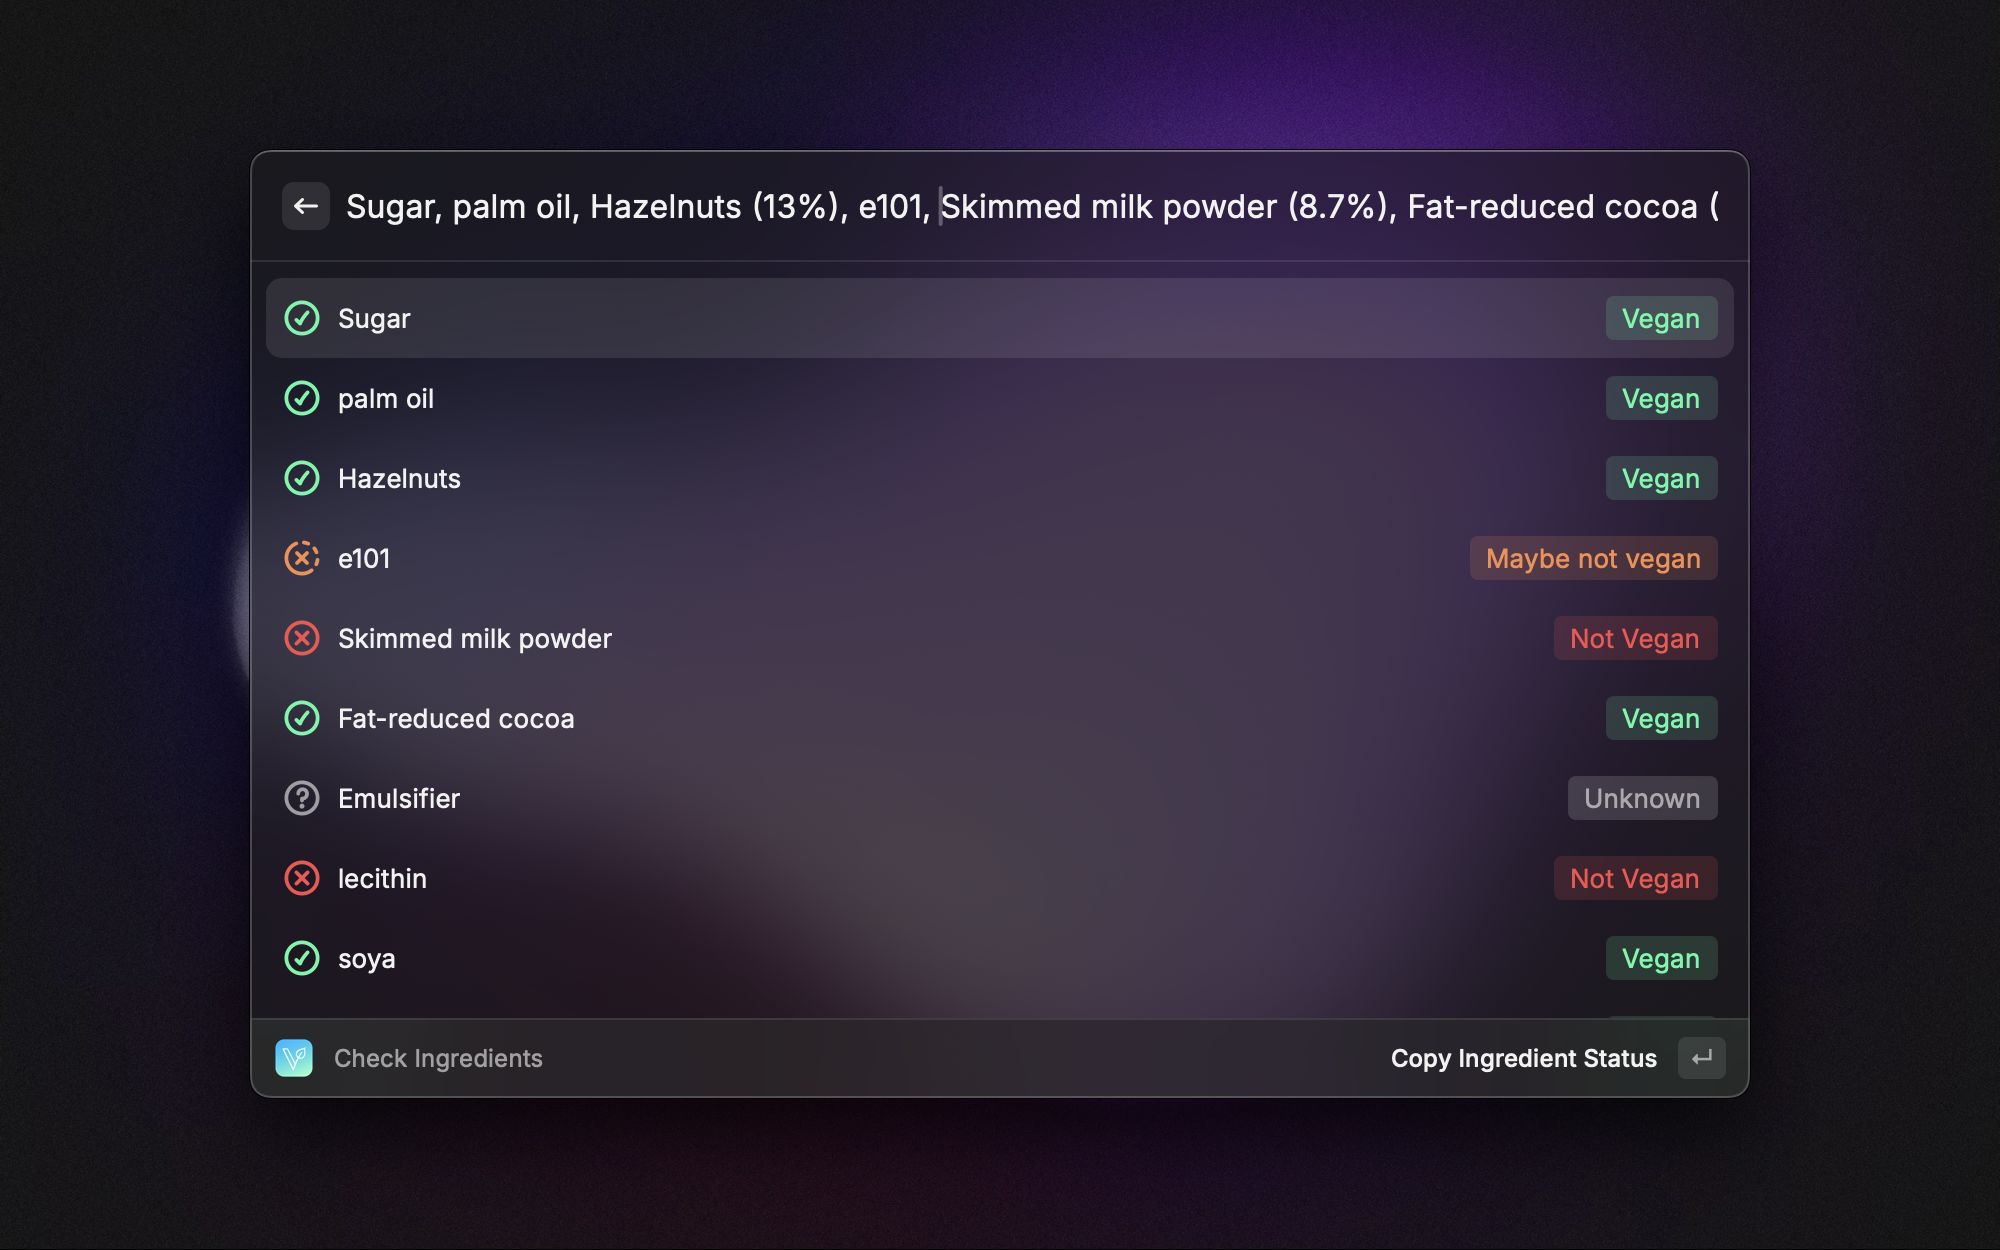 Sugar, palm oil, Hazelnuts (13%), e101, Skimmed milk powder (8.7%), Fat-reduced cocoa (
Sugar Vegan
palm oil Vegan
Hazelnuts Vegan
e101 Maybe not vegan
Skimmed milk powder Not Vegan
Fat-reduced cocoa Vegan
Emulsifier Unknown
lecithin Not Vegan
soya Vegan
Check Ingredients Copy Ingredient Status